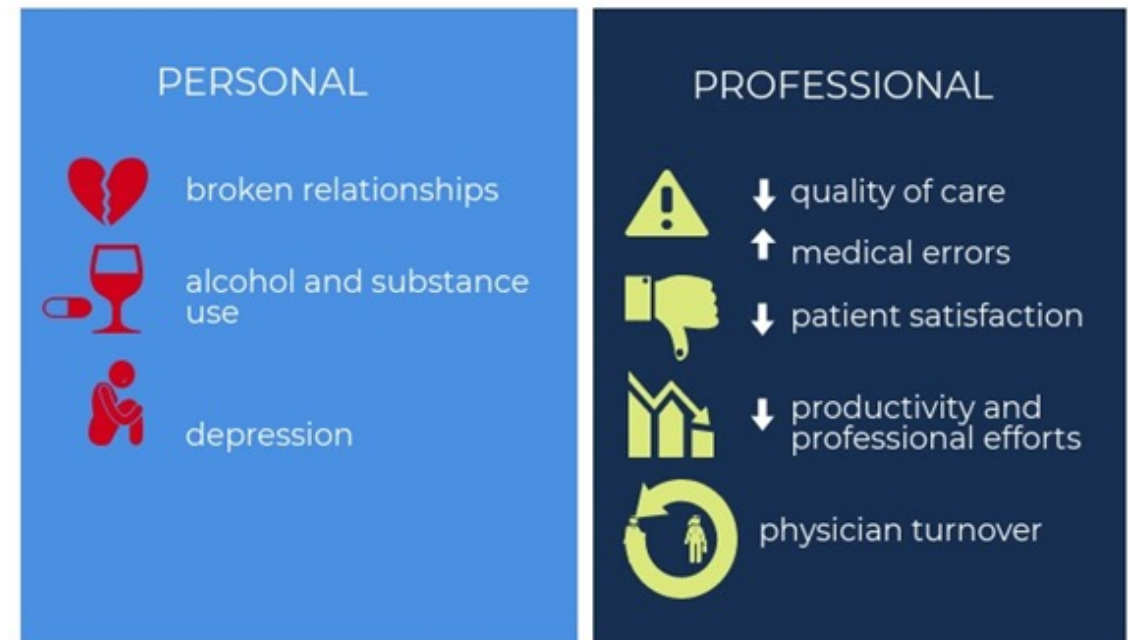 PERSONAL
broken relationships
alcohol and substance
use
depression
PROFESSIONAL
↓ quality of care
↑ medical errors
↓ patient satisfaction
↓ productivity and
professional efforts
physician turnover